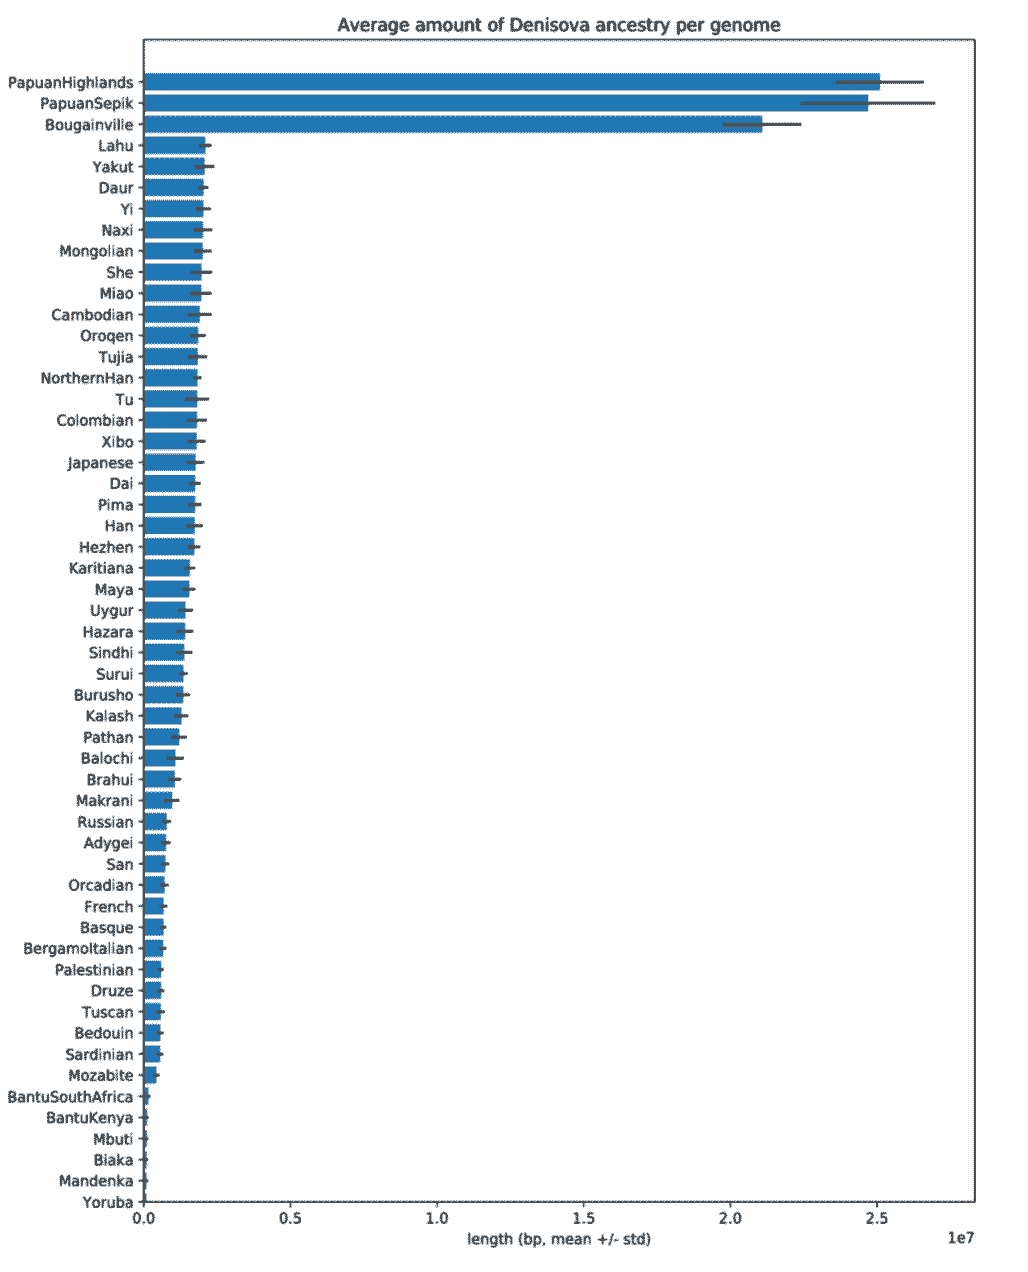 Average amount of Denisova ancestry per genome
PapuanHighlands
PapuanSepik
Bougainville
Lahu
Yakut
Daur
Yi
Naxi
Mongolian
She
Miao
Cambodian
Oroqen
Tujia
NorthernHan
Tu
Colombian
Xibo
Japanese
Dai
Pima
Han
Hezhen
Karitiana
Maya
Uygur
Hazara
Sindhi
Surui
Burusho
Kalash
Pathan
Balochi
Brahui
Makrani
Russian
Adygei
San
Orcadian
French
Basque
BergamoItalian
Palestinian
Druze
Tuscan
Bedouin
Sardinian
Mozabite
BantuSouthAfrica
BantuKenya
Mbuti
Biaka
Mandenka
Yoruba
0.0 0.5 1.0 1.5 2.0 2.5
length (bp, mean +/- std)
1e7